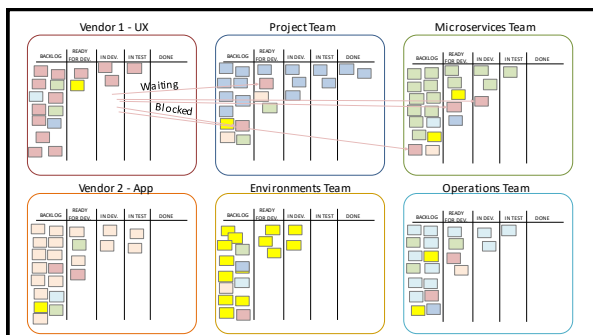 Vendor 1 - UX
BACKLOG
READY
FOR DEV.
IN DEV.
IN TEST
DONE
Waiting
Blocked
Project Team
BACKLOG
READY
FOR DEV.
IN DEV.
IN TEST
DONE
Microservices Team
BACKLOG
READY
FOR DEV.
IN DEV.
IN TEST
DONE
Vendor 2 - App
BACKLOG
READY
FOR DEV.
IN DEV.
IN TEST
DONE
Environments Team
BACKLOG
READY
FOR DEV.
IN DEV.
IN TEST
DONE
Operations Team
BACKLOG
READY
FOR DEV.
IN DEV.
IN TEST
DONE